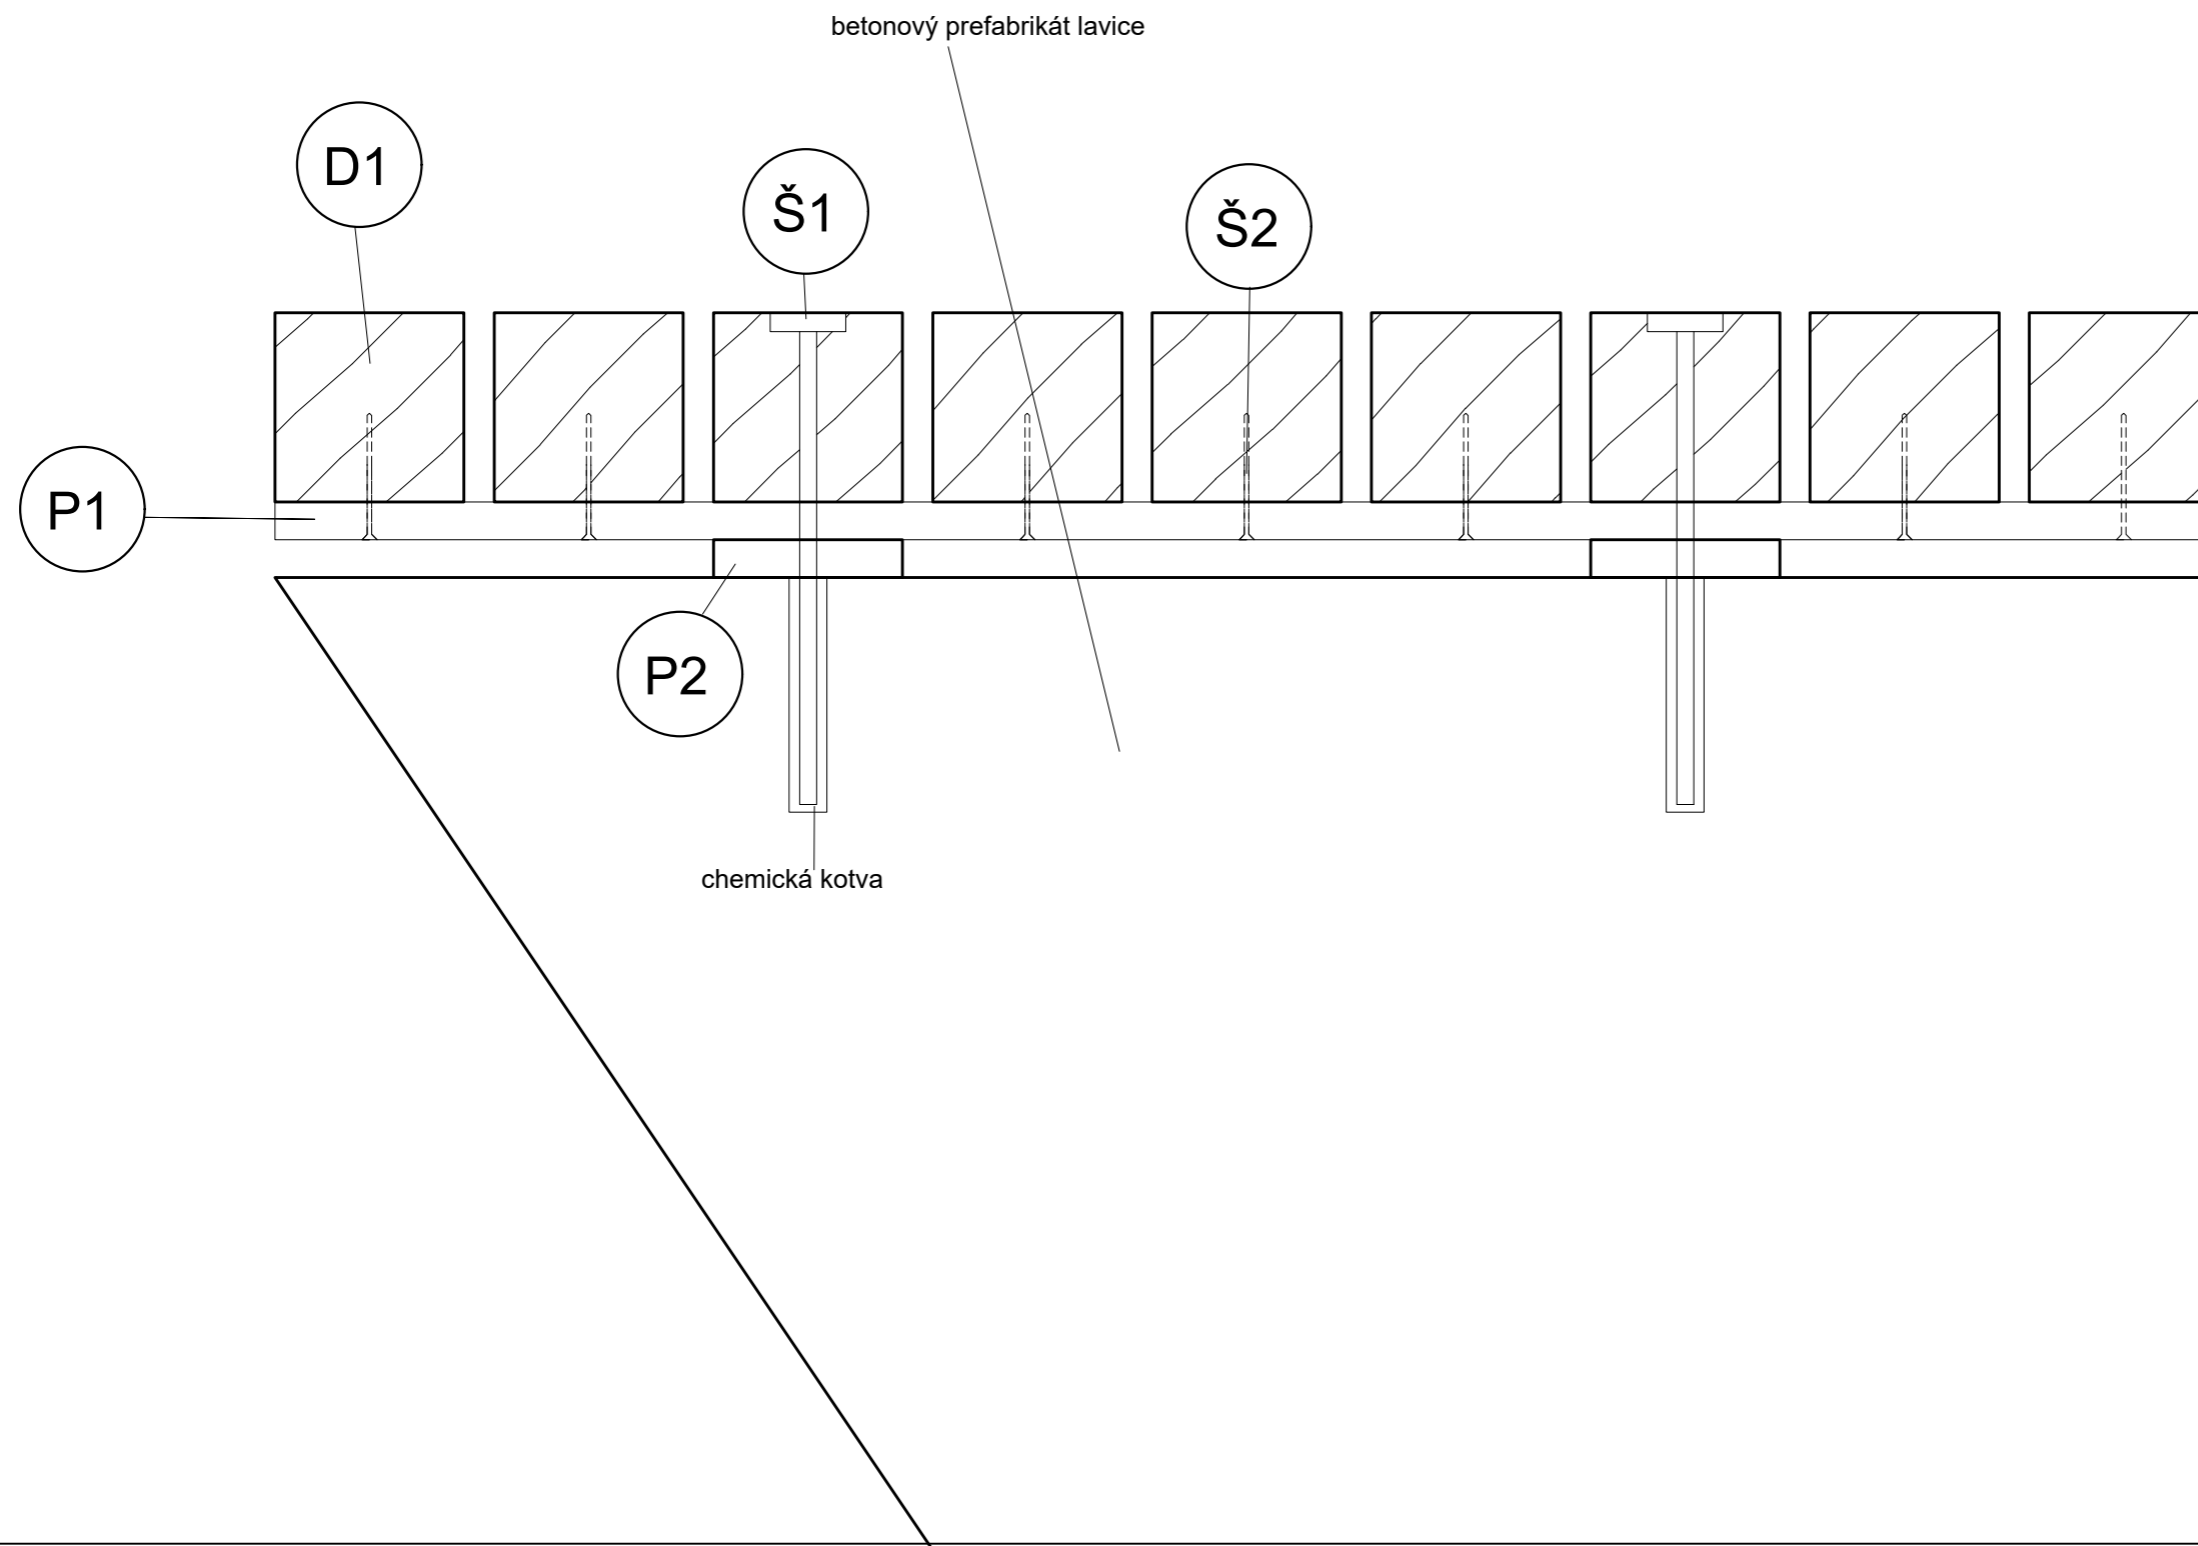 betonový prefabrikát lavice
D1
Š1
Š2
P1
P2
chemická kotva